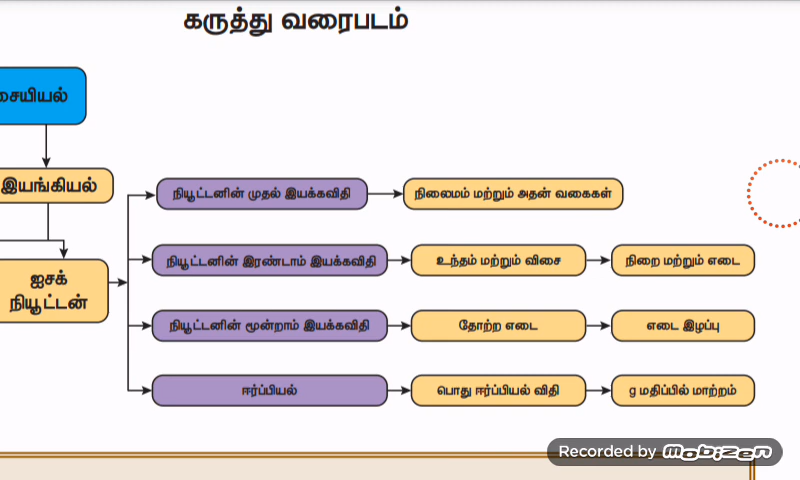 கருத்து வரைபடம்
இயங்கியல்
நியூட்டனின் முதல் இயக்கவிதி
நிலைமம் மற்றும் அதன் வகைகள்
ஐசக்
நியூட்டன்
நியூட்டனின் இரண்டாம் இயக்கவிதி
உந்தம் மற்றும் விசை
நிறை மற்றும் எடை
நியூட்டனின் மூன்றாம் இயக்கவிதி
தோற்ற எடை
எடை இழப்பு
ஈர்ப்பியல்
பொது ஈர்ப்பியல் விதி
g மதிப்பில் மாற்றம்
Recorded by mobizen